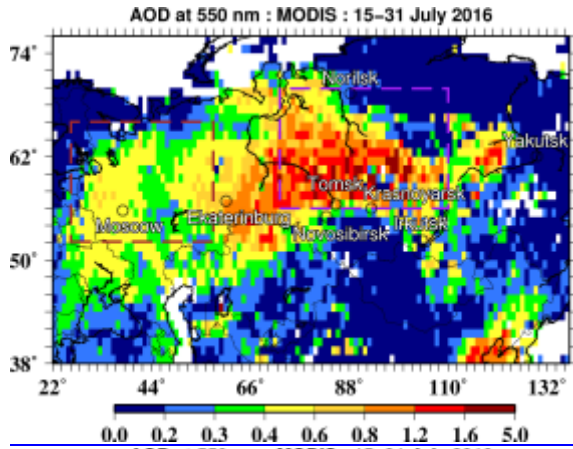 AOD at 550 nm : MODIS : 15–31 July 2016
74°
62°
50°
38°
Norilsk
Yakutsk
Tomsk
Krasnoyarsk
Moscow
Ekaterinburg
Novosibirsk
Irkutsk
22° 44° 66° 88° 110° 132°
0.0 0.2 0.3 0.4 0.6 0.8 1.2 1.6 5.0